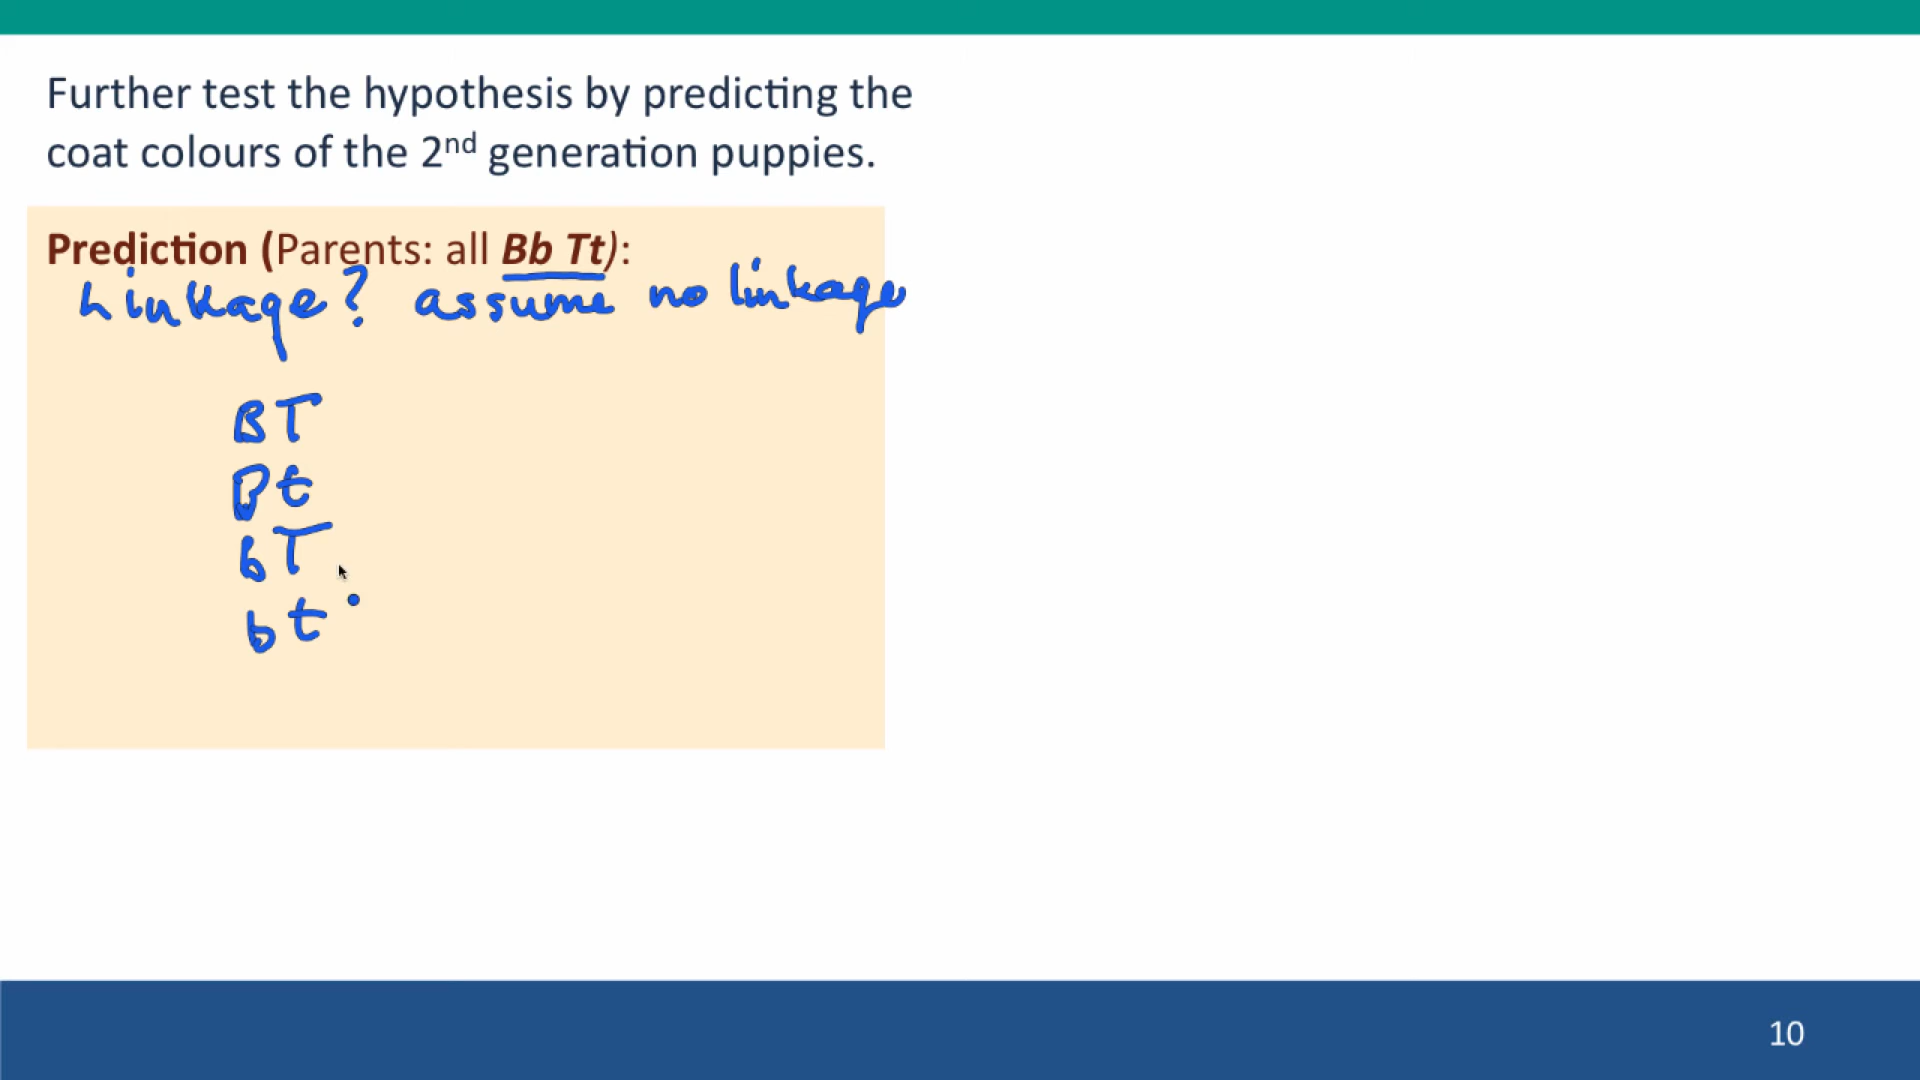 Further test the hypothesis by predicting the
coat colours of the 2nd generation puppies.
Prediction (Parents: all Bb Tt):
Linkage? assume no linkage
BT
Bt
bT
bt
10